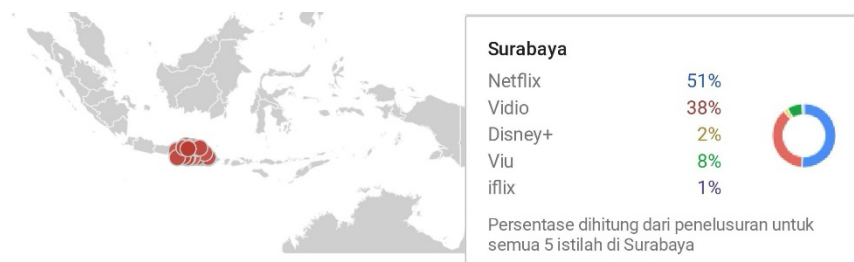 Surabaya
Netflix 51%
Vidio 38%
Disney+ 2%
Viu 8%
iflix 1%
Persentase dihitung dari penelusuran untuk
semua 5 istilah di Surabaya